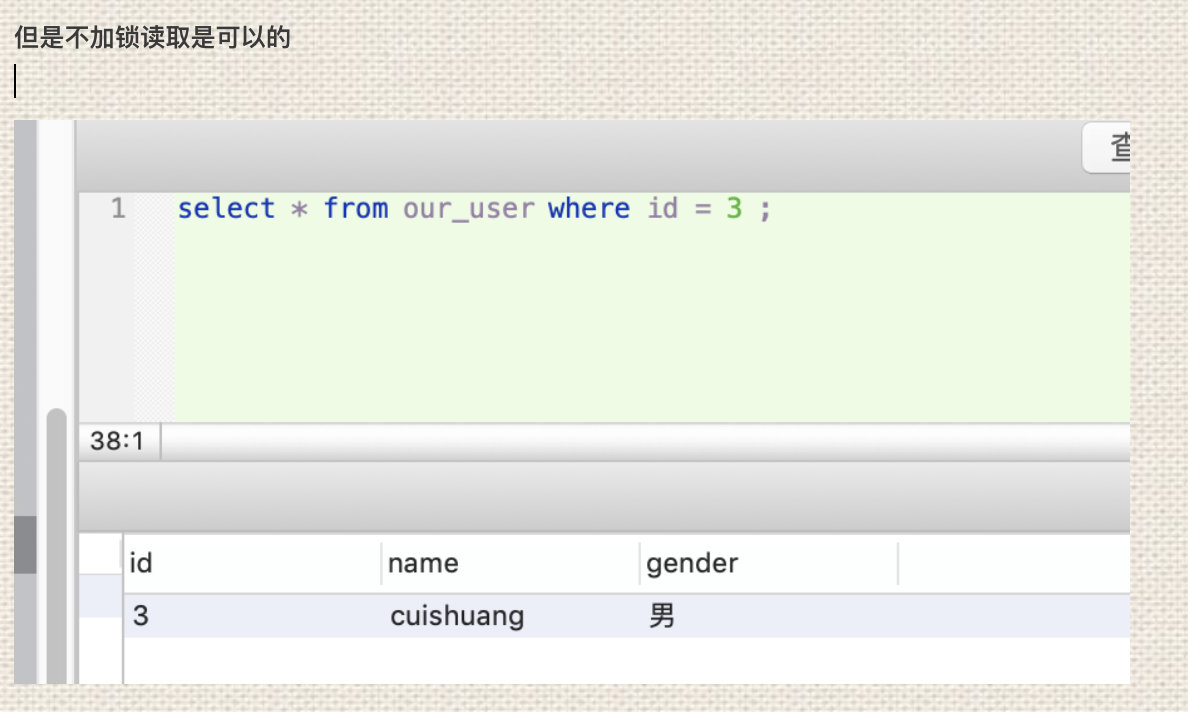 但是不加锁读取是可以的
查
1 select * from our_user where id = 3 ;
38:1
id name gender
3 cuishuang 男